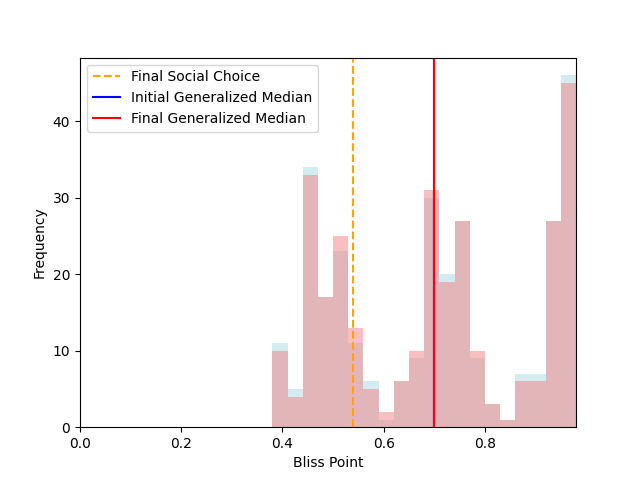 Final Social Choice
Initial Generalized Median
Final Generalized Median
Frequency
40
30
20
10
0
0.0 0.2 0.4 0.6 0.8
Bliss Point